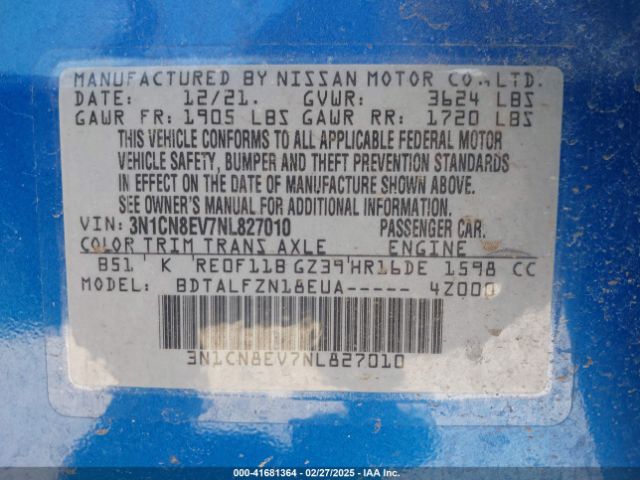 MANUFACTURED BY NISSAN MOTOR CO., LTD.
DATE: 12/21. GVWR: 3624 LBS
GAWR FR: 1905 LBS GAWR RR: 1720 LBS
THIS VEHICLE CONFORMS TO ALL APPLICABLE FEDERAL MOTOR
VEHICLE SAFETY, BUMPER AND THEFT PREVENTION STANDARDS
IN EFFECT ON THE DATE OF MANUFACTURE SHOWN ABOVE.
SEE OWNER'S MANUAL FOR ADDITIONAL INFORMATION.
VIN: 3N1CN8EV7NL827010 PASSENGER CAR.
COLOR TRIM TRANS AXLE ENGINE
B51 K RE0F11B GZ39 HR16DE 1598 CC
MODEL: BDTALFZN18EUA----- 4Z000
3N1CN8EV7NL827010
000-41681364 | 02/27/2025 | IAA Inc.